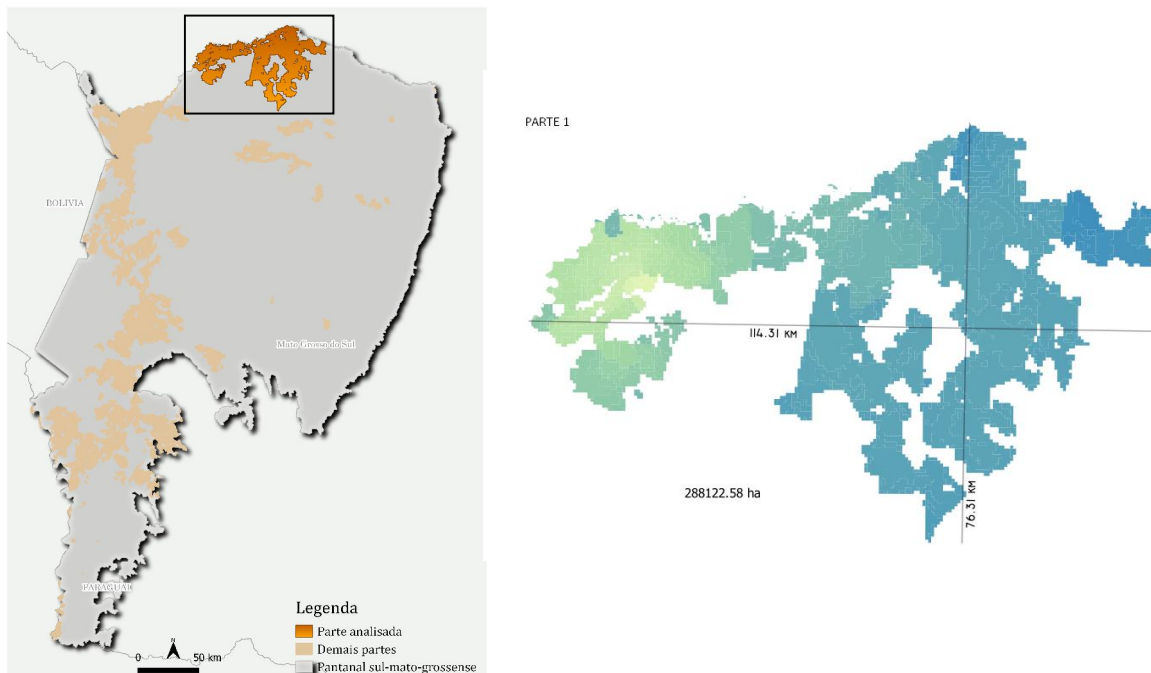 BOLIVIA
Mato Grosso do Sul
PARAGUAI
Legenda
Parte analisada
Demais partes
Pantanal sul-mato-grossense
N
0 50 km
PARTE 1
114.31 KM
288122.58 ha
76.31 KM